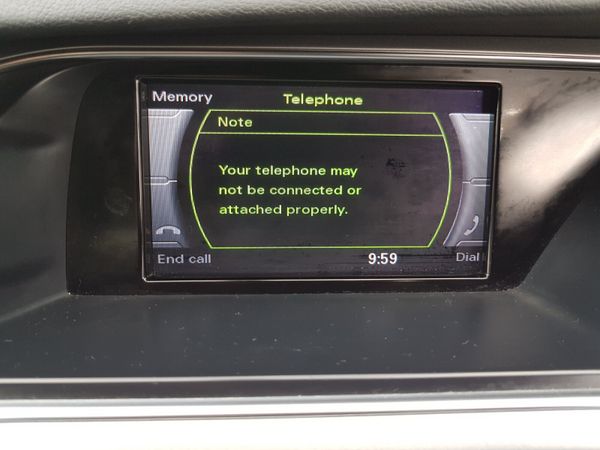 Memory
Telephone
Note
Your telephone may
not be connected or
attached properly.
End call
9:59
Dial